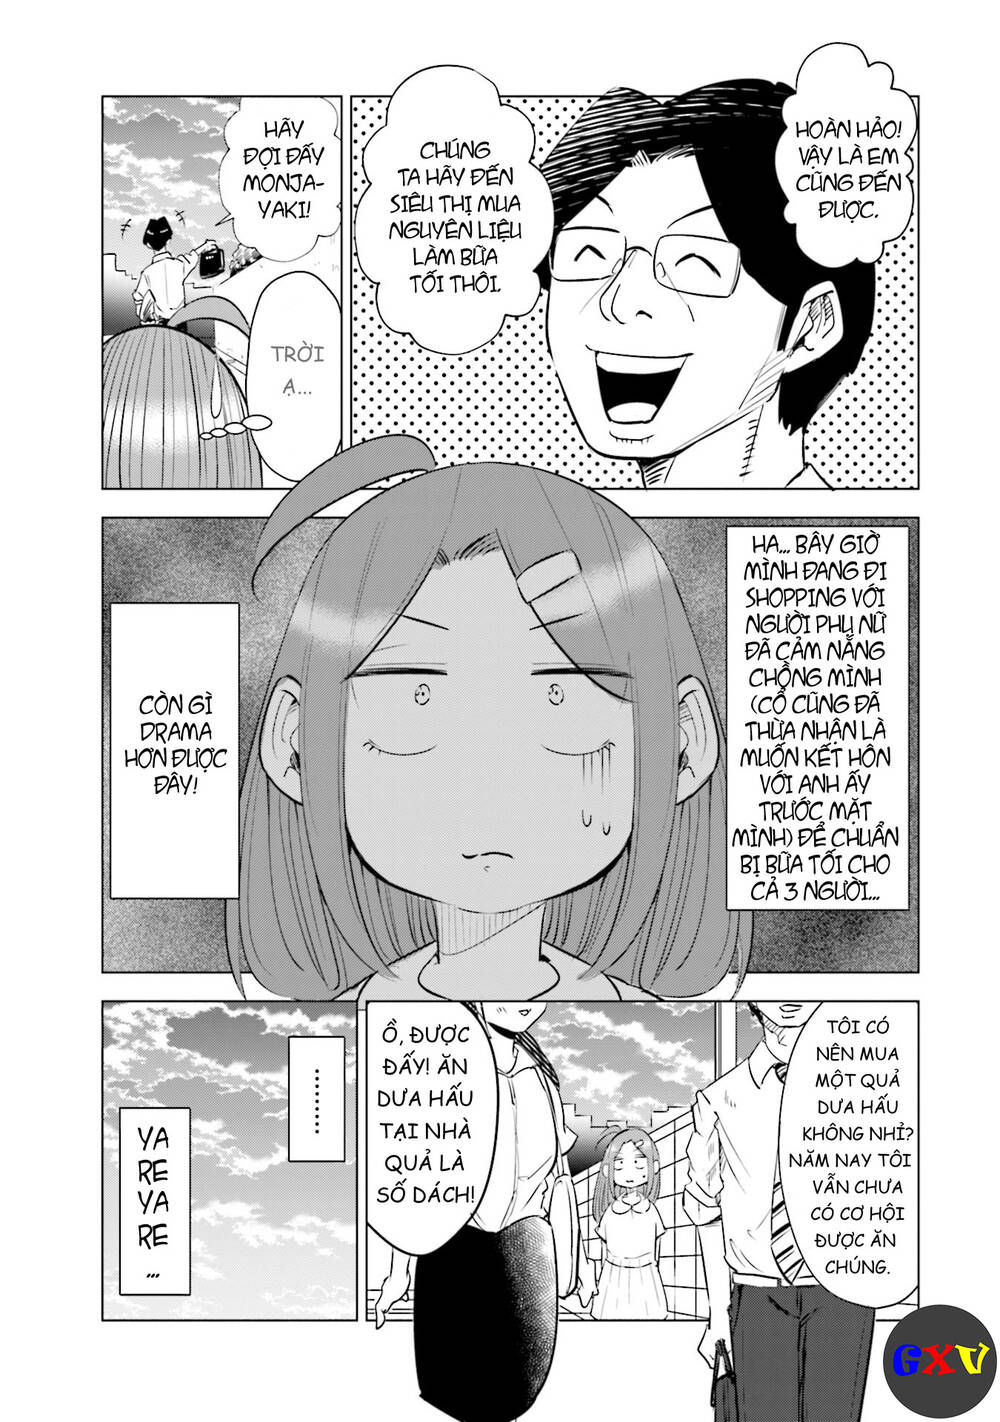 HOÀN HẢO!
VẬY LÀ EM
CŨNG ĐẾN
ĐƯỢC.
CHÚNG
TA HÃY ĐẾN
SIÊU THỊ MUA
NGUYÊN LIỆU
LÀM BỮA
TỐI THÔI.
HÃY
ĐỢI ĐẤY
MONJA-
YAKI!
TRỜI
Ạ...
HA... BÂY GIỜ
MÌNH ĐANG ĐI
SHOPPING VỚI
NGƯỜI PHỤ NỮ
ĐÃ CẢM NẮNG
CHỒNG MÌNH
(CÔ CŨNG ĐÃ
THỪA NHẬN LÀ
MUỐN KẾT HÔN
VỚI ANH ẤY
TRƯỚC MẶT
MÌNH) ĐỂ CHUẨN
BỊ BỮA TỐI CHO
CẢ 3 NGƯỜI...
CÒN GÌ
DRAMA
HƠN ĐƯỢC
ĐÂY!
TÔI CÓ
NÊN MUA
MỘT QUẢ
DƯA HẤU
KHÔNG NHỈ?
NĂM NAY TÔI
VẪN CHƯA
CÓ CƠ HỘI
ĐƯỢC ĂN
CHÚNG.
Ồ, ĐƯỢC
ĐẤY! ĂN
DƯA HẤU
TẠI NHÀ
QUẢ LÀ
SỐ DÁCH!
........
YA
RE
YA
RE
...
GXV